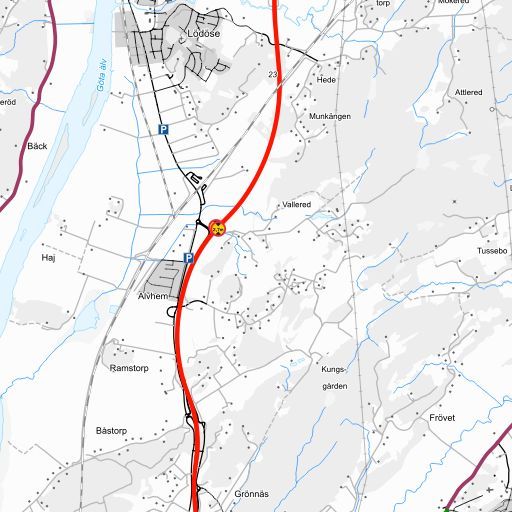 torp
Mokered
Lödöse
Göta älv
23
Hede
Attlered
eröd
Munkängen
P
Bäck
Vallered
Haj
P
Tussebo
Alvhem
Ramstorp
Kungs-
gården
Frövet
Båstorp
Grönnäs